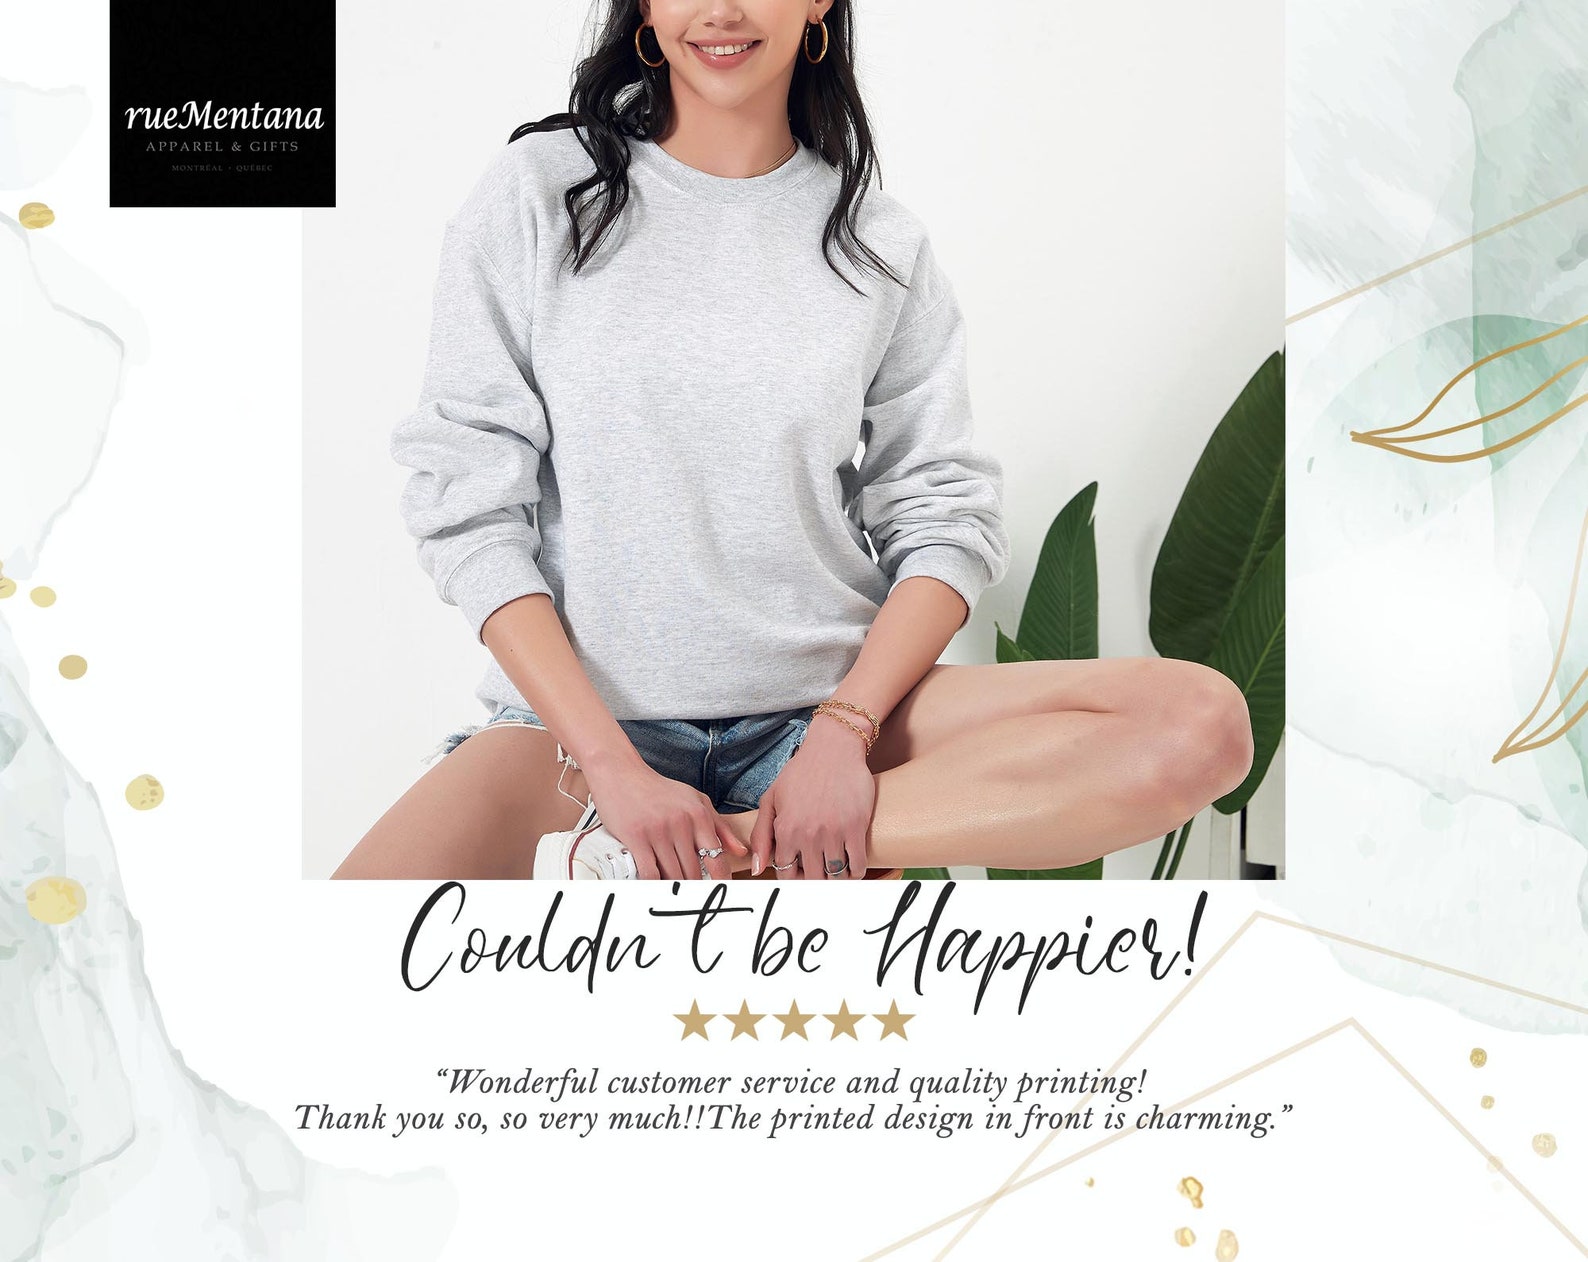 rueMentana
APPAREL & GIFTS
MONTRÉAL • QUÉBEC
Couldn't be Happier!
“Wonderful customer service and quality printing!
Thank you so, so very much!!The printed design in front is charming.”